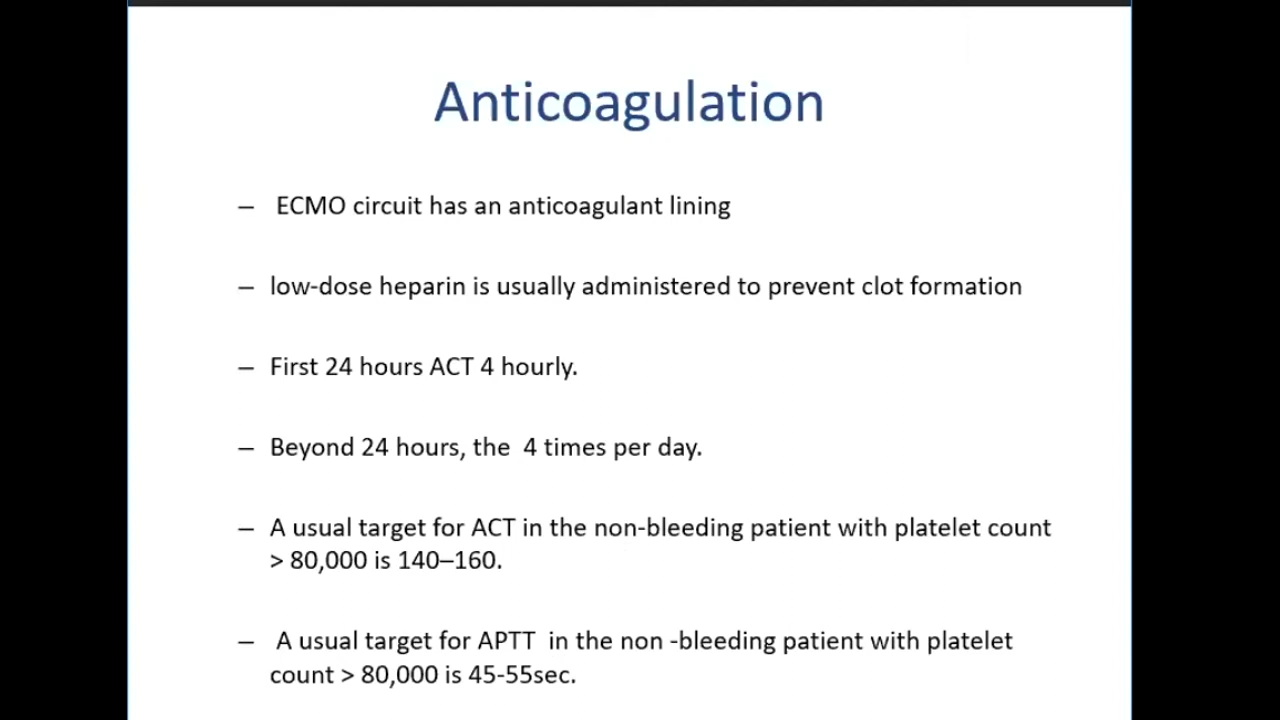 Anticoagulation
– ECMO circuit has an anticoagulant lining
– low-dose heparin is usually administered to prevent clot formation
– First 24 hours ACT 4 hourly.
– Beyond 24 hours, the  4 times per day.
– A usual target for ACT in the non-bleeding patient with platelet count
> 80,000 is 140–160.
– A usual target for APTT  in the non -bleeding patient with platelet
count > 80,000 is 45-55sec.